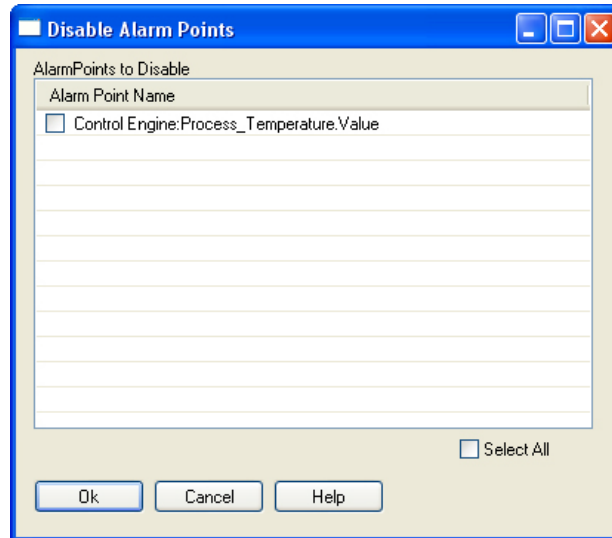 Disable Alarm Points
AlarmPoints to Disable
Alarm Point Name
Control Engine:Process_Temperature.Value
Select All
Ok Cancel Help